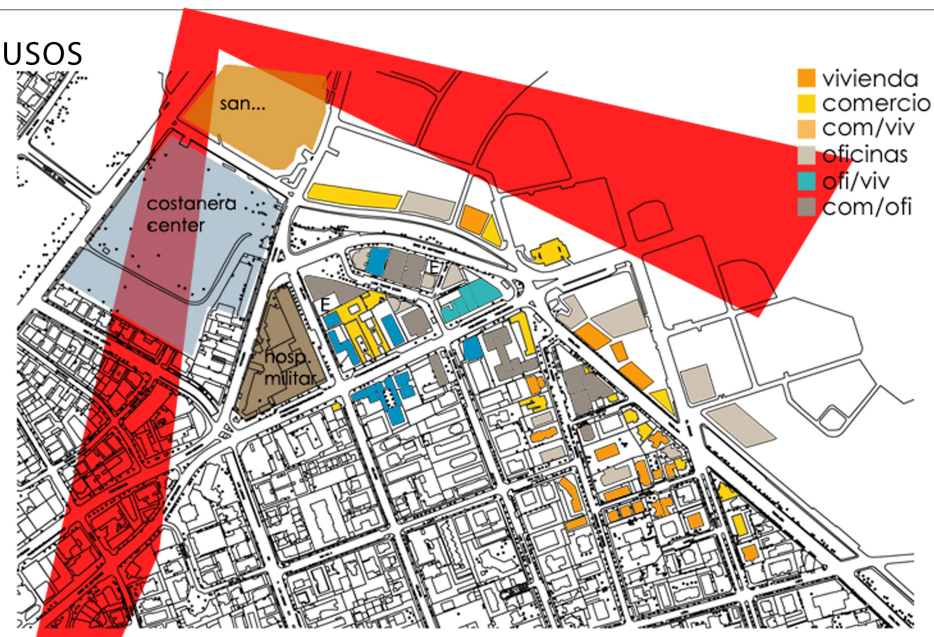 USOS
san...
vivienda
comercio
com/viv
oficinas
ofi/viv
com/ofi
costanera
center
E
E
hosp.
militar